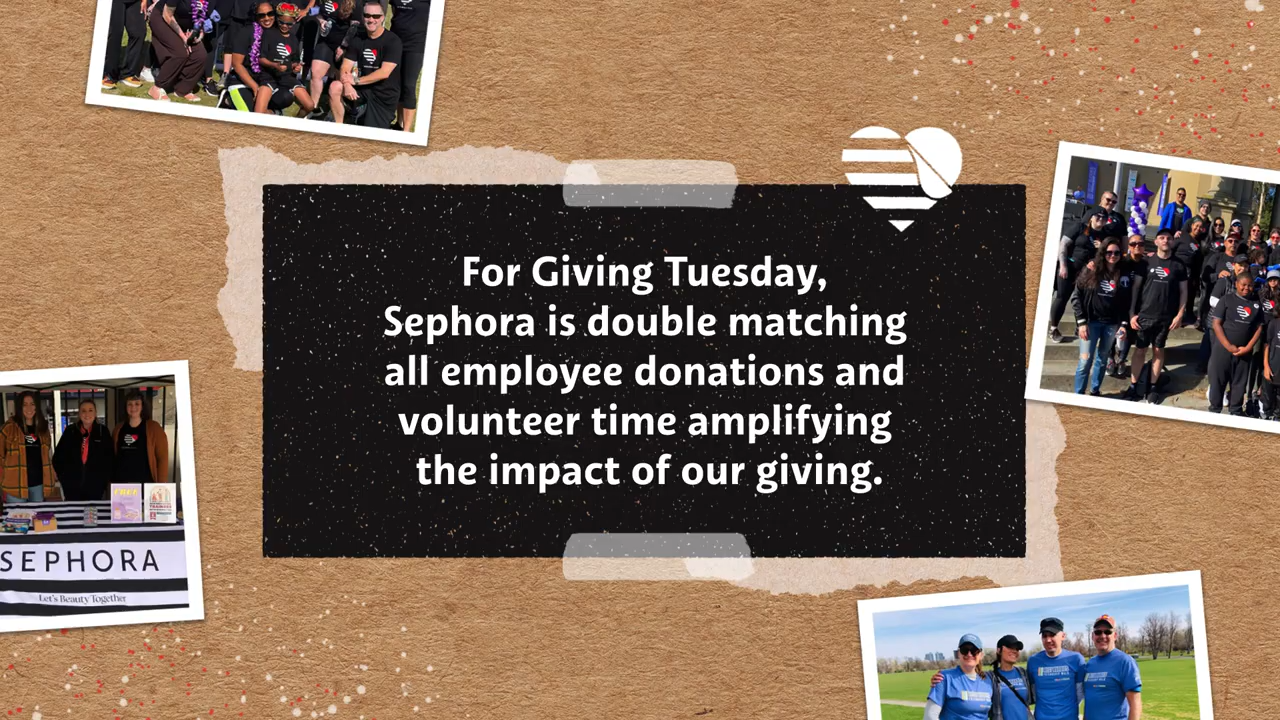 For Giving Tuesday,
Sephora is double matching
all employee donations and
volunteer time amplifying
the impact of our giving.
SEPHORA
Let's Beauty Together